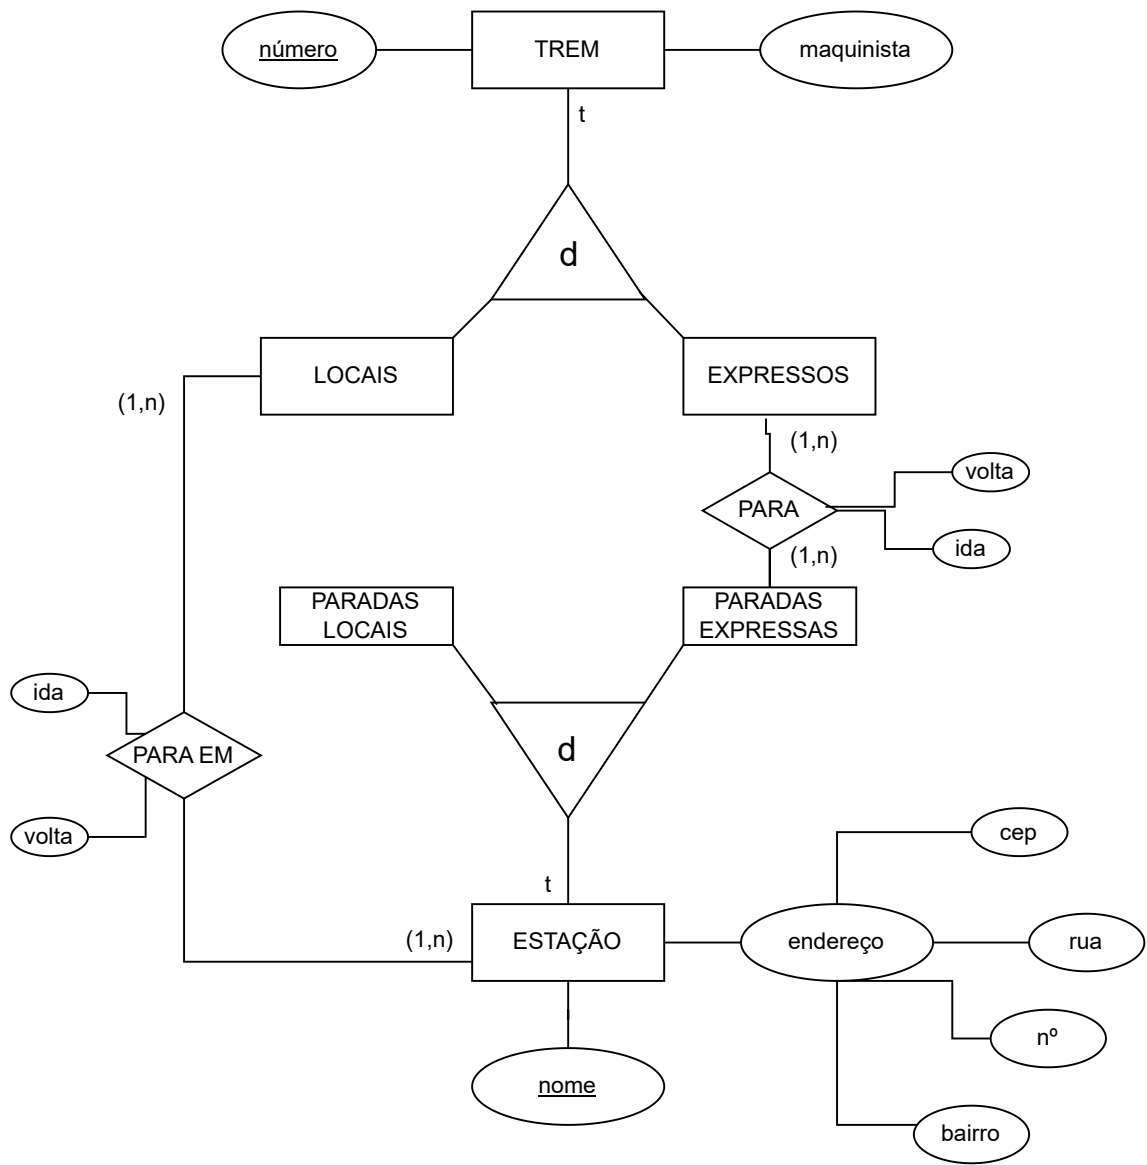 número
TREM
maquinista
t
d
LOCAIS
EXPRESSOS
(1,n)
(1,n)
volta
PARA
ida
(1,n)
PARADAS
LOCAIS
PARADAS
EXPRESSAS
ida
d
PARA EM
volta
cep
t
(1,n)
ESTAÇÃO
endereço
rua
nº
nome
bairro